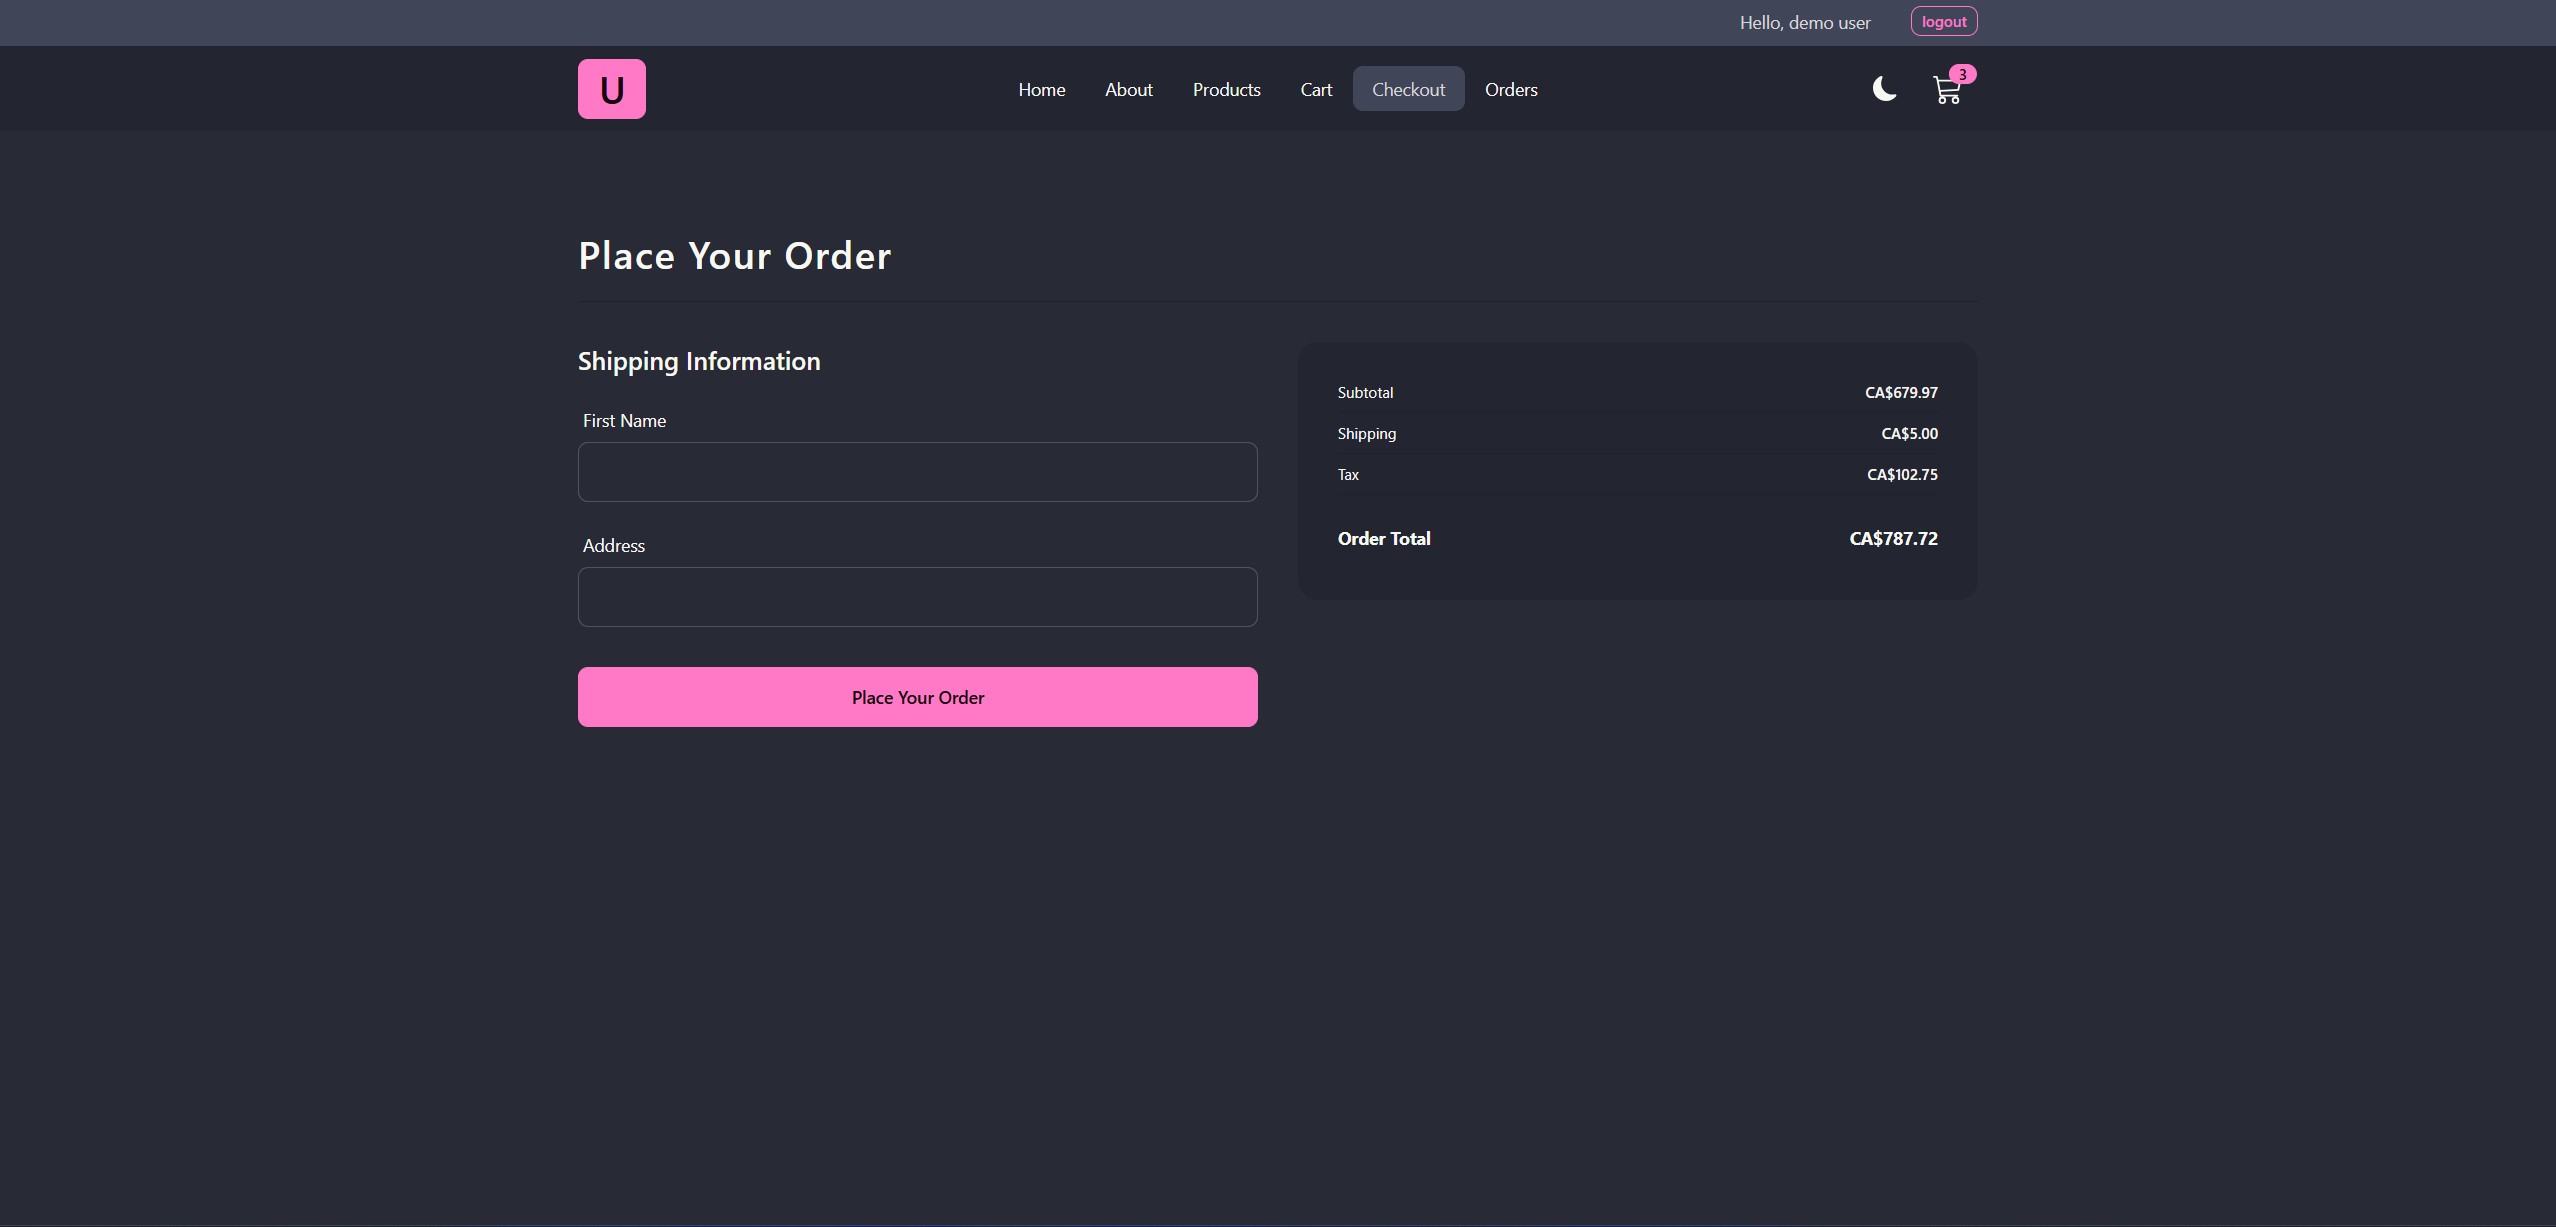 Hello, demo user logout
U Home About Products Cart Checkout Orders 3
Place Your Order
Shipping Information
First Name
Address
Place Your Order
Subtotal CA$679.97
Shipping CA$5.00
Tax CA$102.75
Order Total CA$787.72